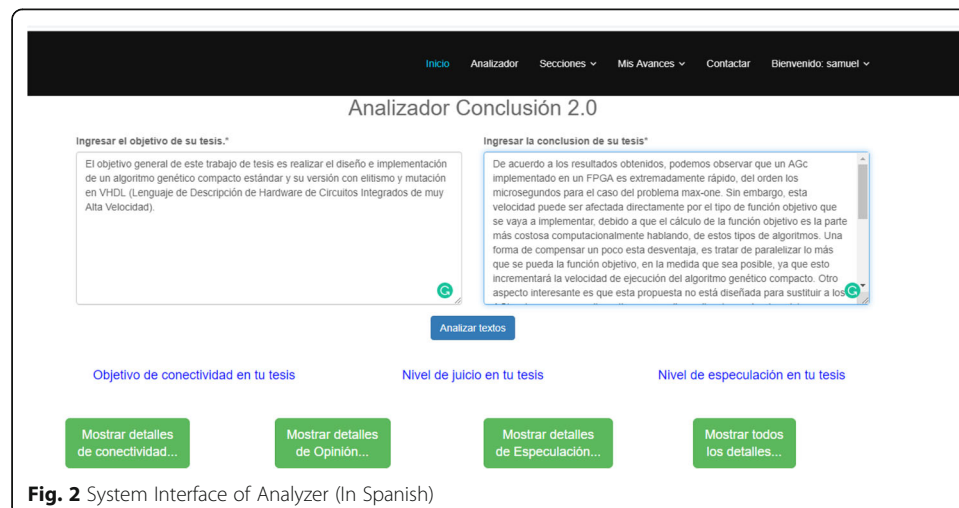 Inicio Analizador Secciones Mis Avances Contactar Bienvenido: samuel
Analizador Conclusión 2.0
Ingresar el objetivo de su tesis.*
El objetivo general de este trabajo de tesis es realizar el diseño e implementación
de un algoritmo genético compacto estándar y su versión con elitismo y mutación
en VHDL (Lenguaje de Descripción de Hardware de Circuitos Integrados de muy
Alta Velocidad).
Ingresar la conclusion de su tesis*
De acuerdo a los resultados obtenidos, podemos observar que un AGc
implementado en un FPGA es extremadamente rápido, del orden los
microsegundos para el caso del problema max-one. Sin embargo, esta
velocidad puede ser afectada directamente por el tipo de función objetivo que
se vaya a implementar, debido a que el cálculo de la función objetivo es la parte
más costosa computacionalmente hablando, de estos tipos de algoritmos. Una
forma de compensar un poco esta desventaja, es tratar de paralelizar lo más
que se pueda la función objetivo, en la medida que sea posible, ya que esto
incrementará la velocidad de ejecución del algoritmo genético compacto. Otro
aspecto interesante es que esta propuesta no está diseñada para sustituir a los
Analizar textos
Objetivo de conectividad en tu tesis
Nivel de juicio en tu tesis
Nivel de especulación en tu tesis
Mostrar detalles
de conectividad...
Mostrar detalles
de Opinión...
Mostrar detalles
de Especulación...
Mostrar todos
los detalles...
Fig. 2 System Interface of Analyzer (In Spanish)